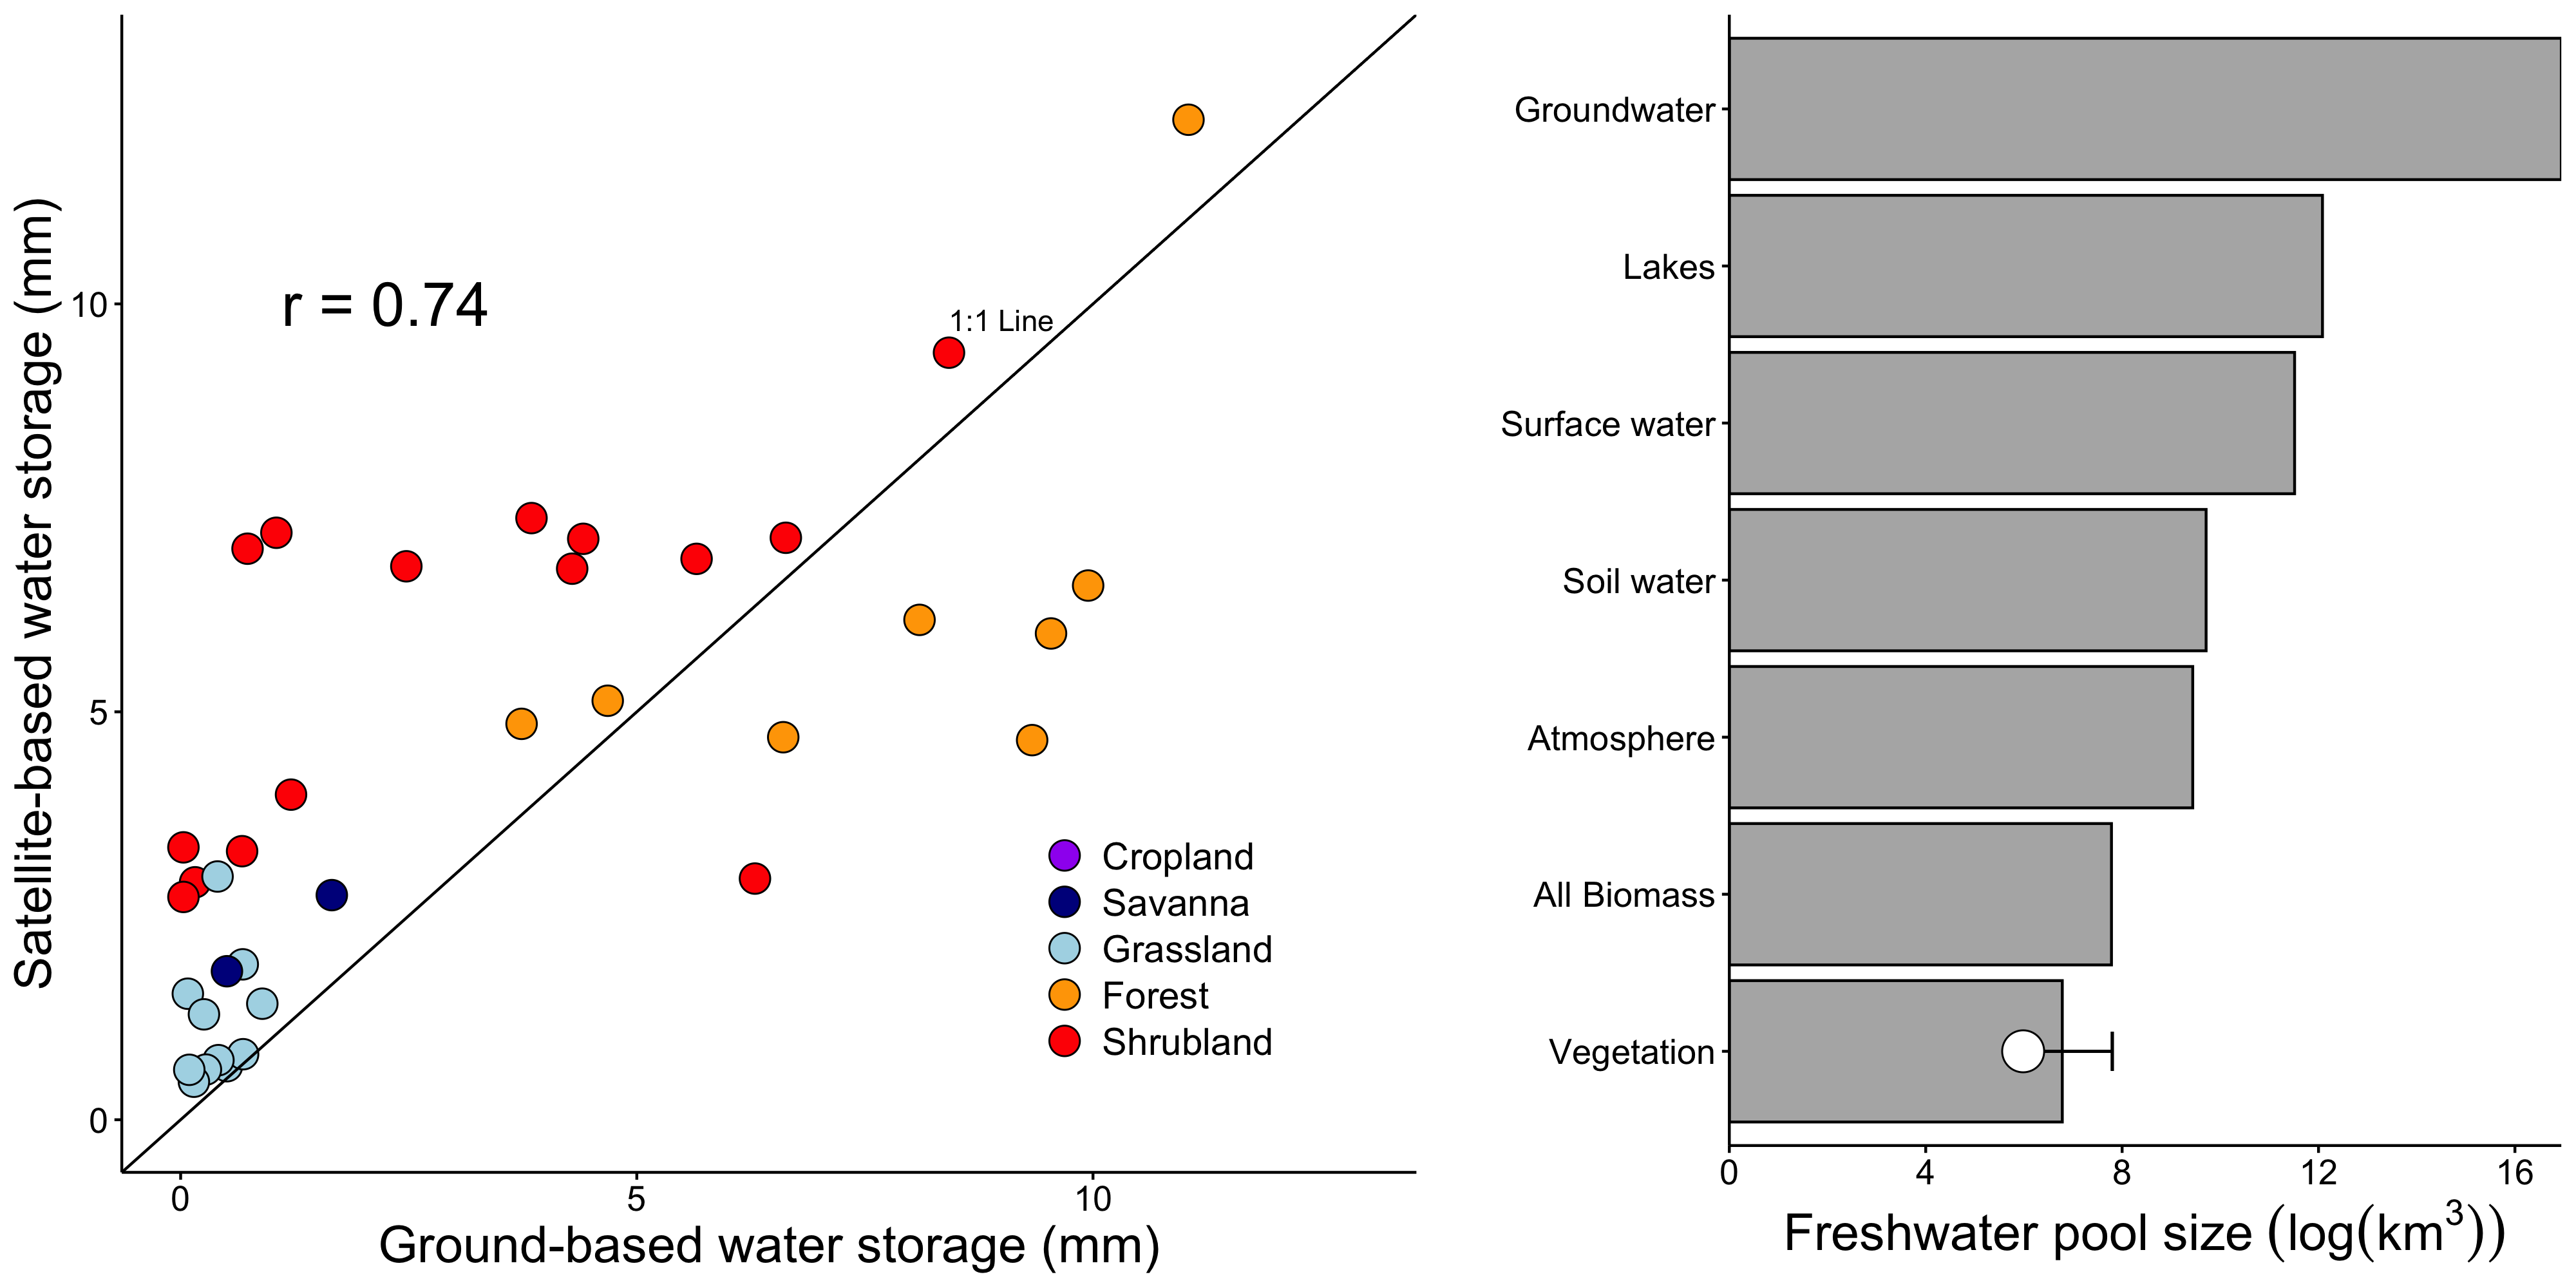 Satellite-based water storage (mm)
10
5
0
r = 0.74
1:1 Line
Cropland
Savanna
Grassland
Forest
Shrubland
0 5 10
Ground-based water storage (mm)
Groundwater
Lakes
Surface water
Soil water
Atmosphere
All Biomass
Vegetation
0 4 8 12 16
Freshwater pool size (log(km³))